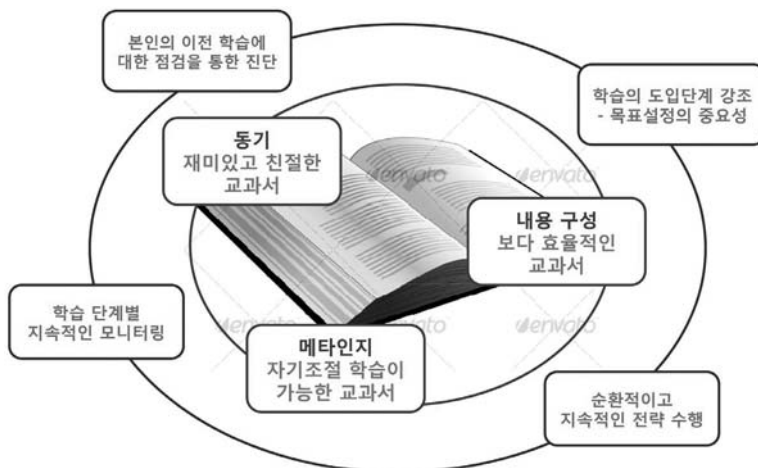 본인의 이전 학습에
대한 점검을 통한 진단
학습의 도입단계 강조
- 목표설정의 중요성
동기
재미있고 친절한
교과서
envato
envato
내용 구성
보다 효율적인
교과서
학습 단계별
지속적인 모니터링
envato
envato
envato
메타인지
자기조절 학습이
가능한 교과서
순환적이고
지속적인 전략 수행